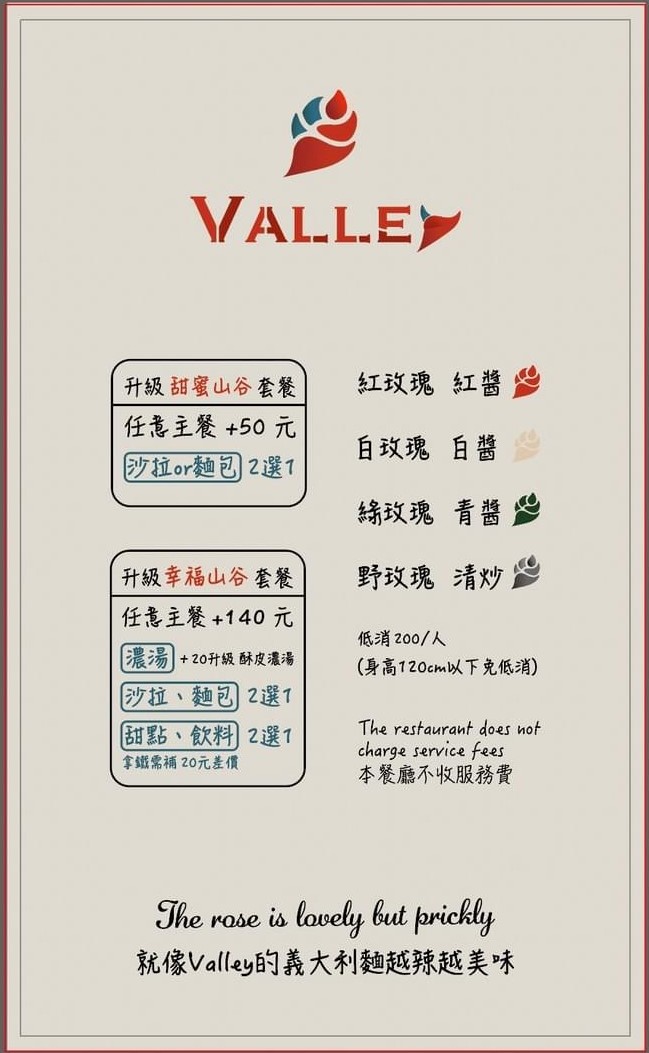 VALLEY
升級 甜蜜山谷 套餐
任意主餐 +50 元
沙拉or麵包 2選1
升級 幸福山谷 套餐
任意主餐 +140 元
濃湯 +20升級 酥皮濃湯
沙拉、麵包 2選1
甜點、飲料 2選1
拿鐵需補20元差價
紅玫瑰 紅醬
白玫瑰 白醬
綠玫瑰 青醬
野玫瑰 清炒
低消200/人
(身高120cm以下免低消)
The restaurant does not
charge service fees
本餐廳不收服務費
The rose is lovely but prickly
就像Valley的義大利麵越辣越美味